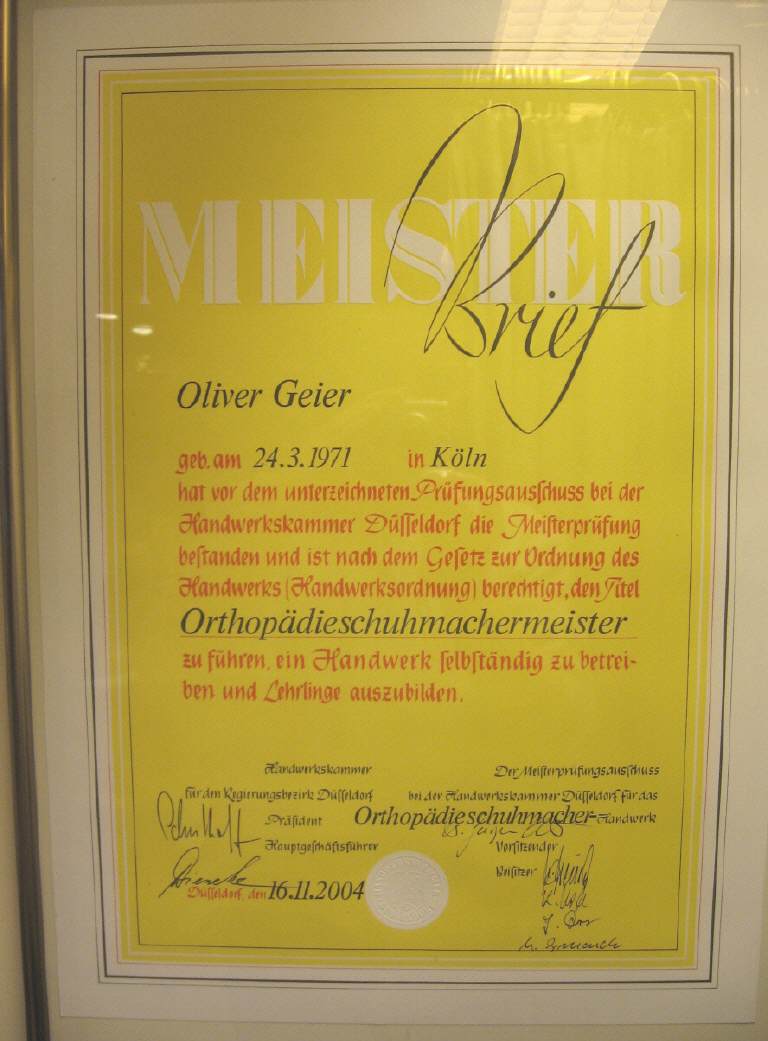 MEISTER
Brief
Oliver Geier
geb. am 24.3.1971 in Köln
hat vor dem unterzeichneten Prüfungsausschuss bei der
Handwerkskammer Düsseldorf die Meisterprüfung
bestanden und ist nach dem Gesetz zur Ordnung des
Handwerks (Handwerksordnung) berechtigt, den Titel
Orthopädieschuhmachermeister
zu führen, ein Handwerk selbständig zu betrei-
ben und Lehrlinge auszubilden.
Handwerkskammer
für den Regierungsbezirk Düsseldorf
Präsident
Hauptgeschäftsführer
Düsseldorf, den 16.11.2004
Der Meisterprüfungsausschuss
bei der Handwerkskammer Düsseldorf für das
Orthopädieschuhmacher-Handwerk
Vorsitzender
Beisitzer